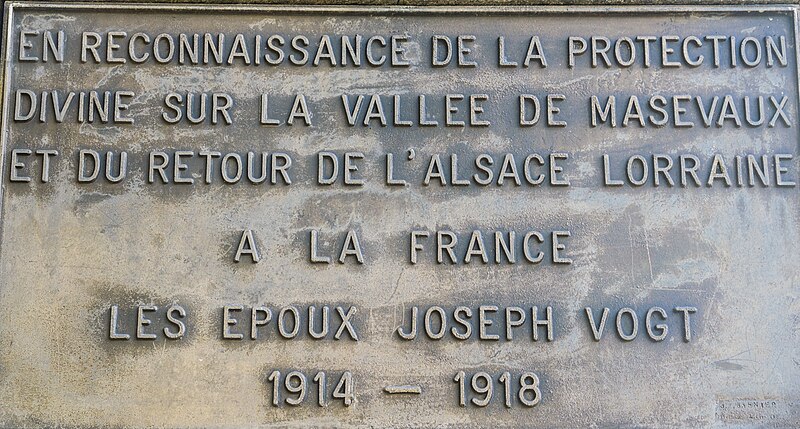 EN RECONNAISSANCE DE LA PROTECTION
DIVINE SUR LA VALLEE DE MASEVAUX
ET DU RETOUR DE L'ALSACE LORRAINE
A LA FRANCE
LES EPOUX JOSEPH VOGT
1914 — 1918